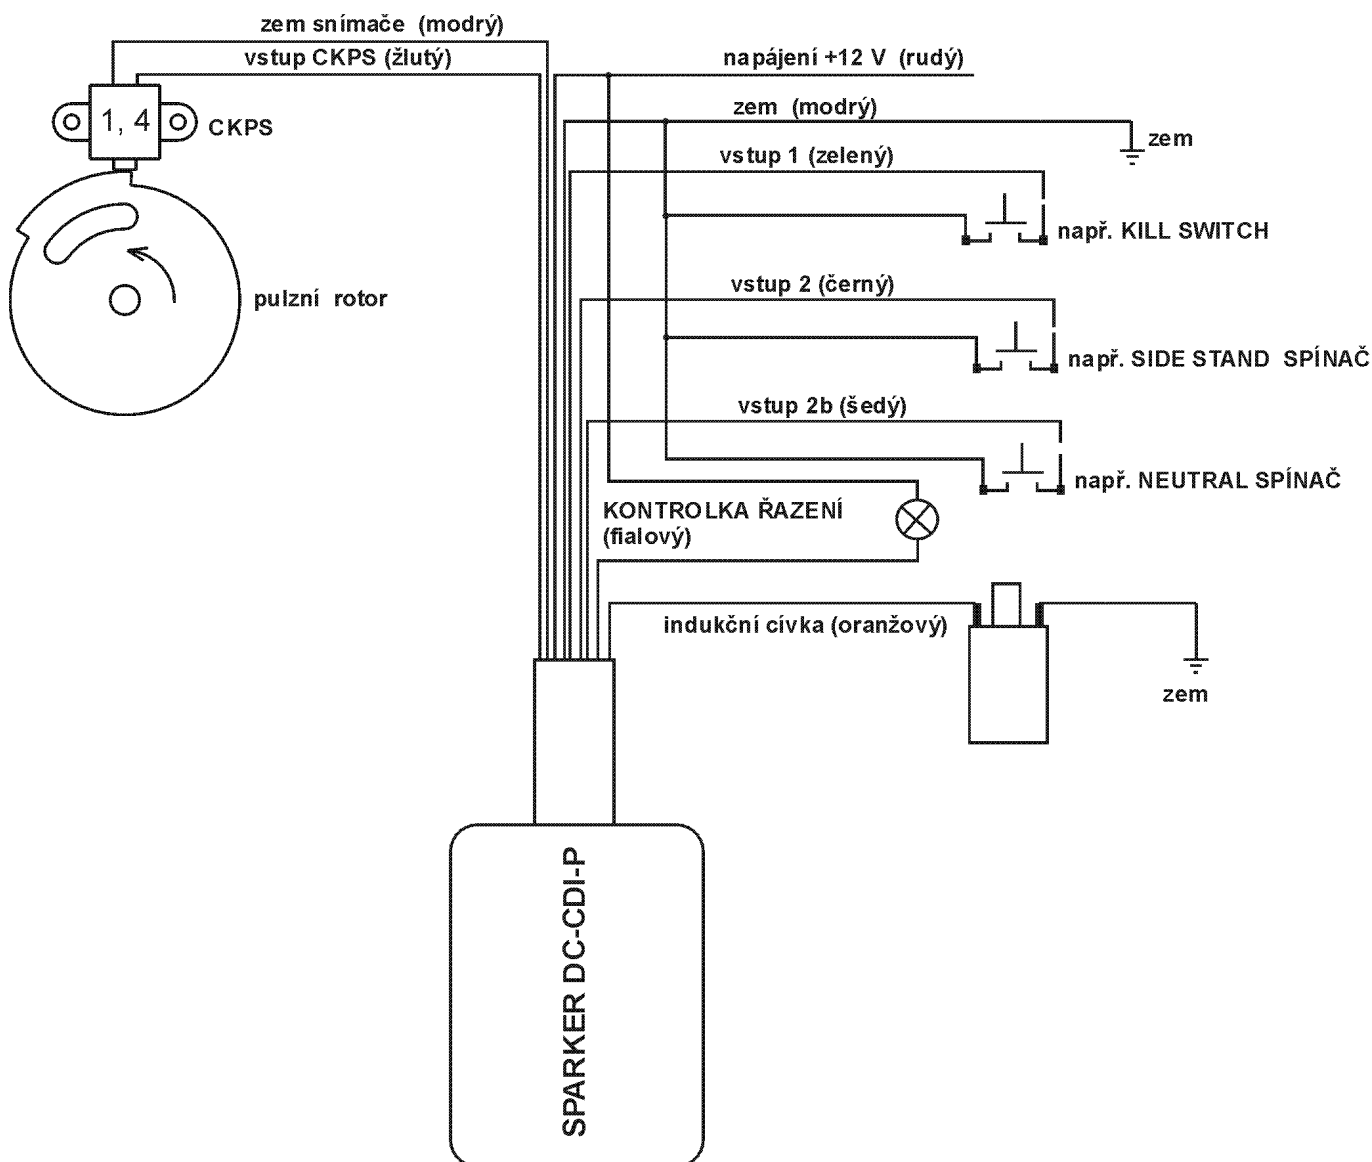 zem snímače (modrý)
vstup CKPS (žlutý)
1, 4
CKPS
pulzní rotor
napájení +12 V (rudý)
zem (modrý)
zem
vstup 1 (zelený)
např. KILL SWITCH
vstup 2 (černý)
např. SIDE STAND SPÍNAČ
vstup 2b (šedý)
např. NEUTRAL SPÍNAČ
KONTROLKA ŘAZENÍ
(fialový)
indukční cívka (oranžový)
zem
SPARKER DC-CDI-P